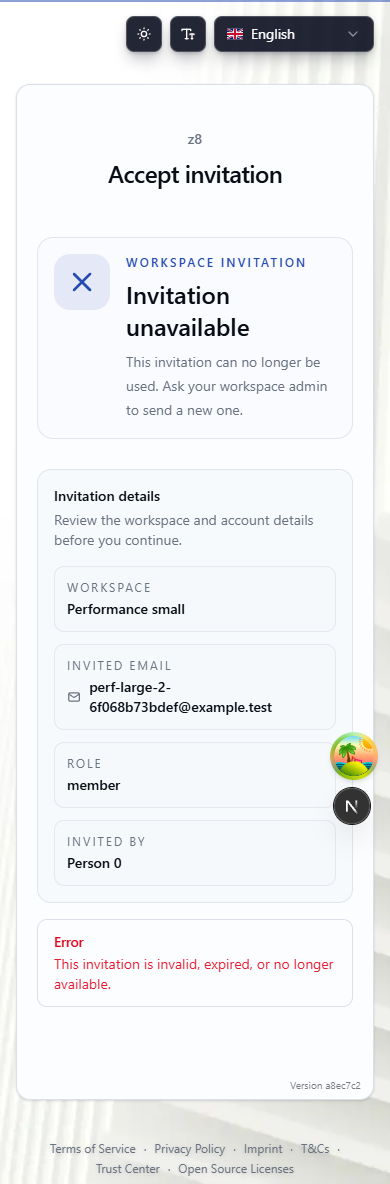 English
z8
Accept invitation
WORKSPACE INVITATION
Invitation
unavailable
This invitation can no longer be
used. Ask your workspace admin
to send a new one.
Invitation details
Review the workspace and account details
before you continue.
WORKSPACE
Performance small
INVITED EMAIL
perf-large-2-
6f068b73bdef@example.test
ROLE
member
INVITED BY
Person 0
Error
This invitation is invalid, expired, or no longer
available.
Version a8ec7c2
Terms of Service · Privacy Policy · Imprint · T&Cs ·
Trust Center · Open Source Licenses